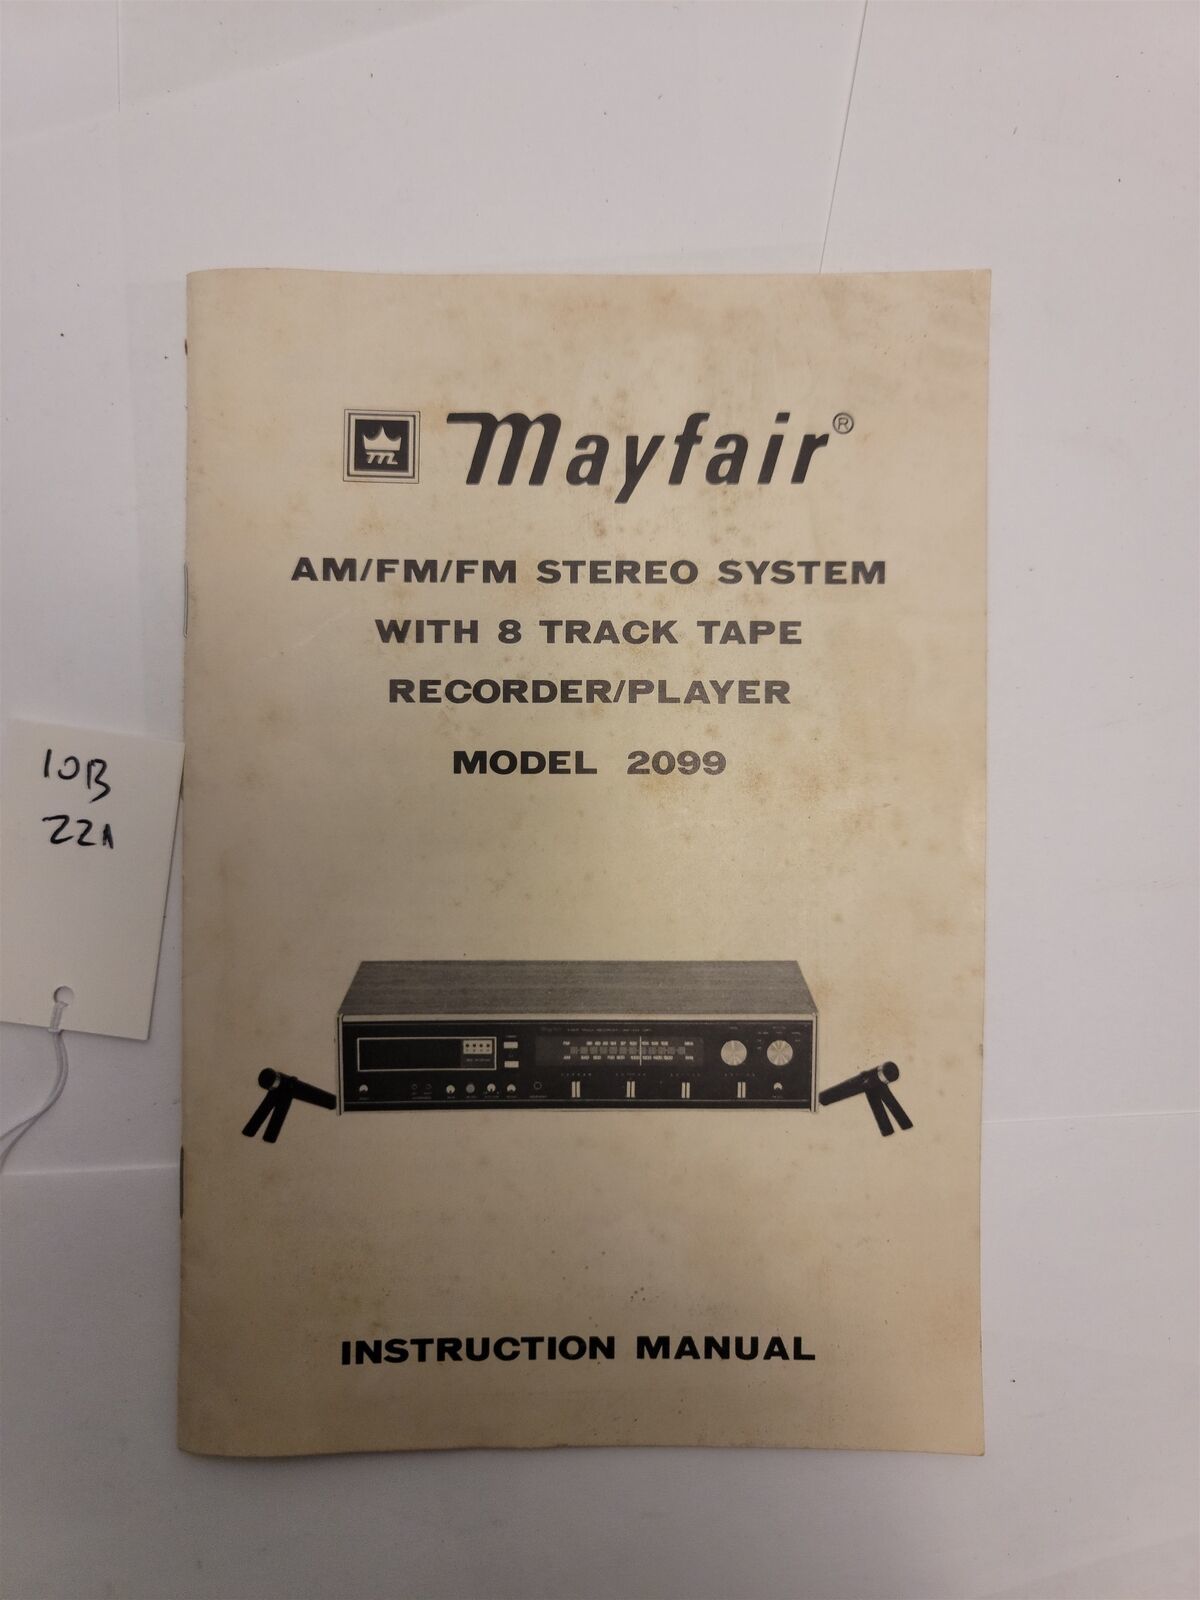 m Mayfair®
AM/FM/FM STEREO SYSTEM
WITH 8 TRACK TAPE
RECORDER/PLAYER
MODEL 2099
INSTRUCTION MANUAL
10B
22A